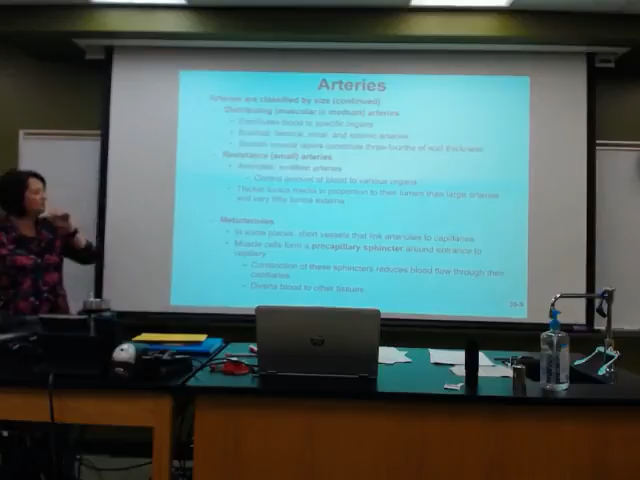 Arteries
Arteries are classified by size (continued)
Distributing (muscular or medium) arteries
- Distributes blood to specific organs
- Brachial, femoral, renal, and splenic arteries
- Smooth muscle layers constitute three-fourths of wall thickness
Resistance (small) arteries
- Arterioles: smallest arteries
- Control amount of blood to various organs
- Thicker tunica media in proportion to their lumen than large arteries
and very little tunica externa
Metarterioles
- In some places, short vessels that link arterioles to capillaries
- Muscle cells form a precapillary sphincter around entrance to
capillary
- Constriction of these sphincters reduces blood flow through their
capillaries
- Diverts blood to other tissues
hp